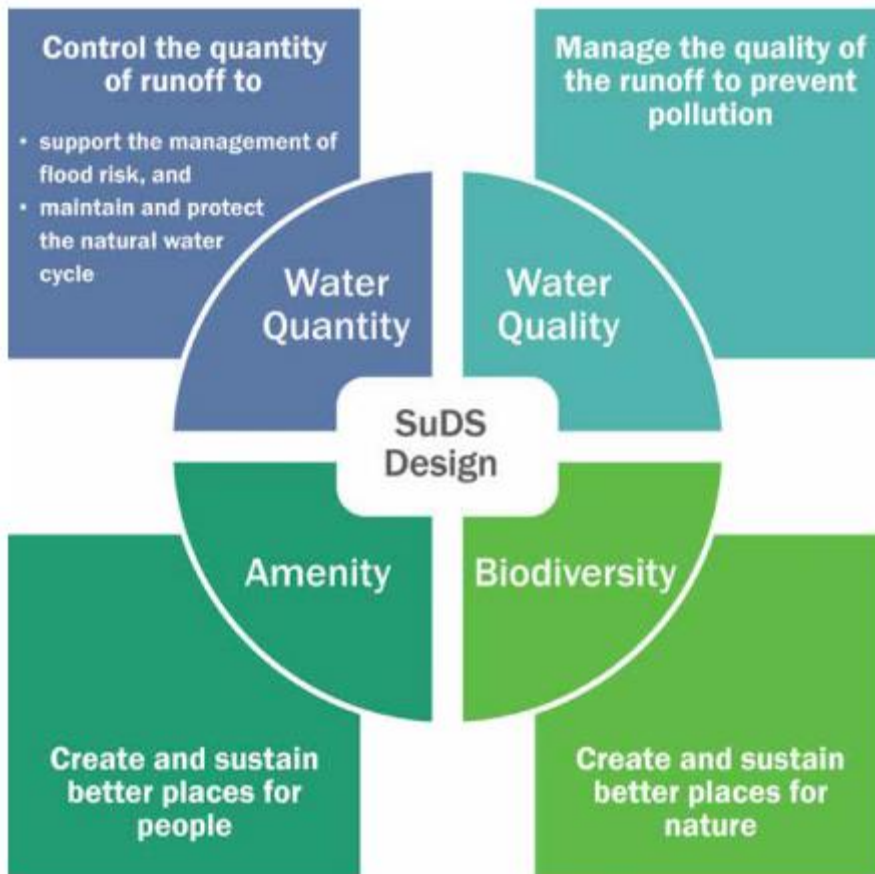 Control the quantity
of runoff to
• support the management of
flood risk, and
• maintain and protect
the natural water
cycle
Manage the quality of
the runoff to prevent
pollution
Water
Quantity
Water
Quality
SuDS
Design
Amenity
Biodiversity
Create and sustain
better places for
people
Create and sustain
better places for
nature